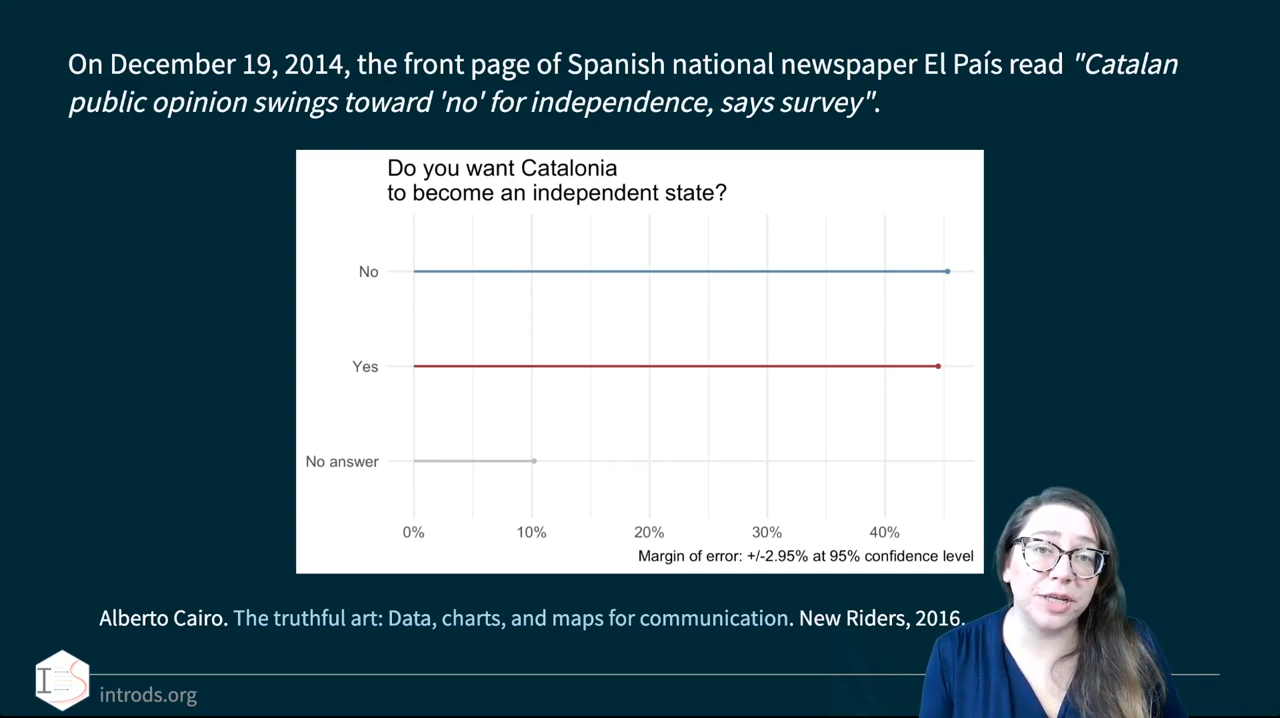 On December 19, 2014, the front page of Spanish national newspaper El País read "Catalan
public opinion swings toward 'no' for independence, says survey".
Do you want Catalonia
to become an independent state?
No
Yes
No answer
0% 10% 20% 30% 40%
Margin of error: +/-2.95% at 95% confidence level
Alberto Cairo. The truthful art: Data, charts, and maps for communication. New Riders, 2016.
IDS
introds.org